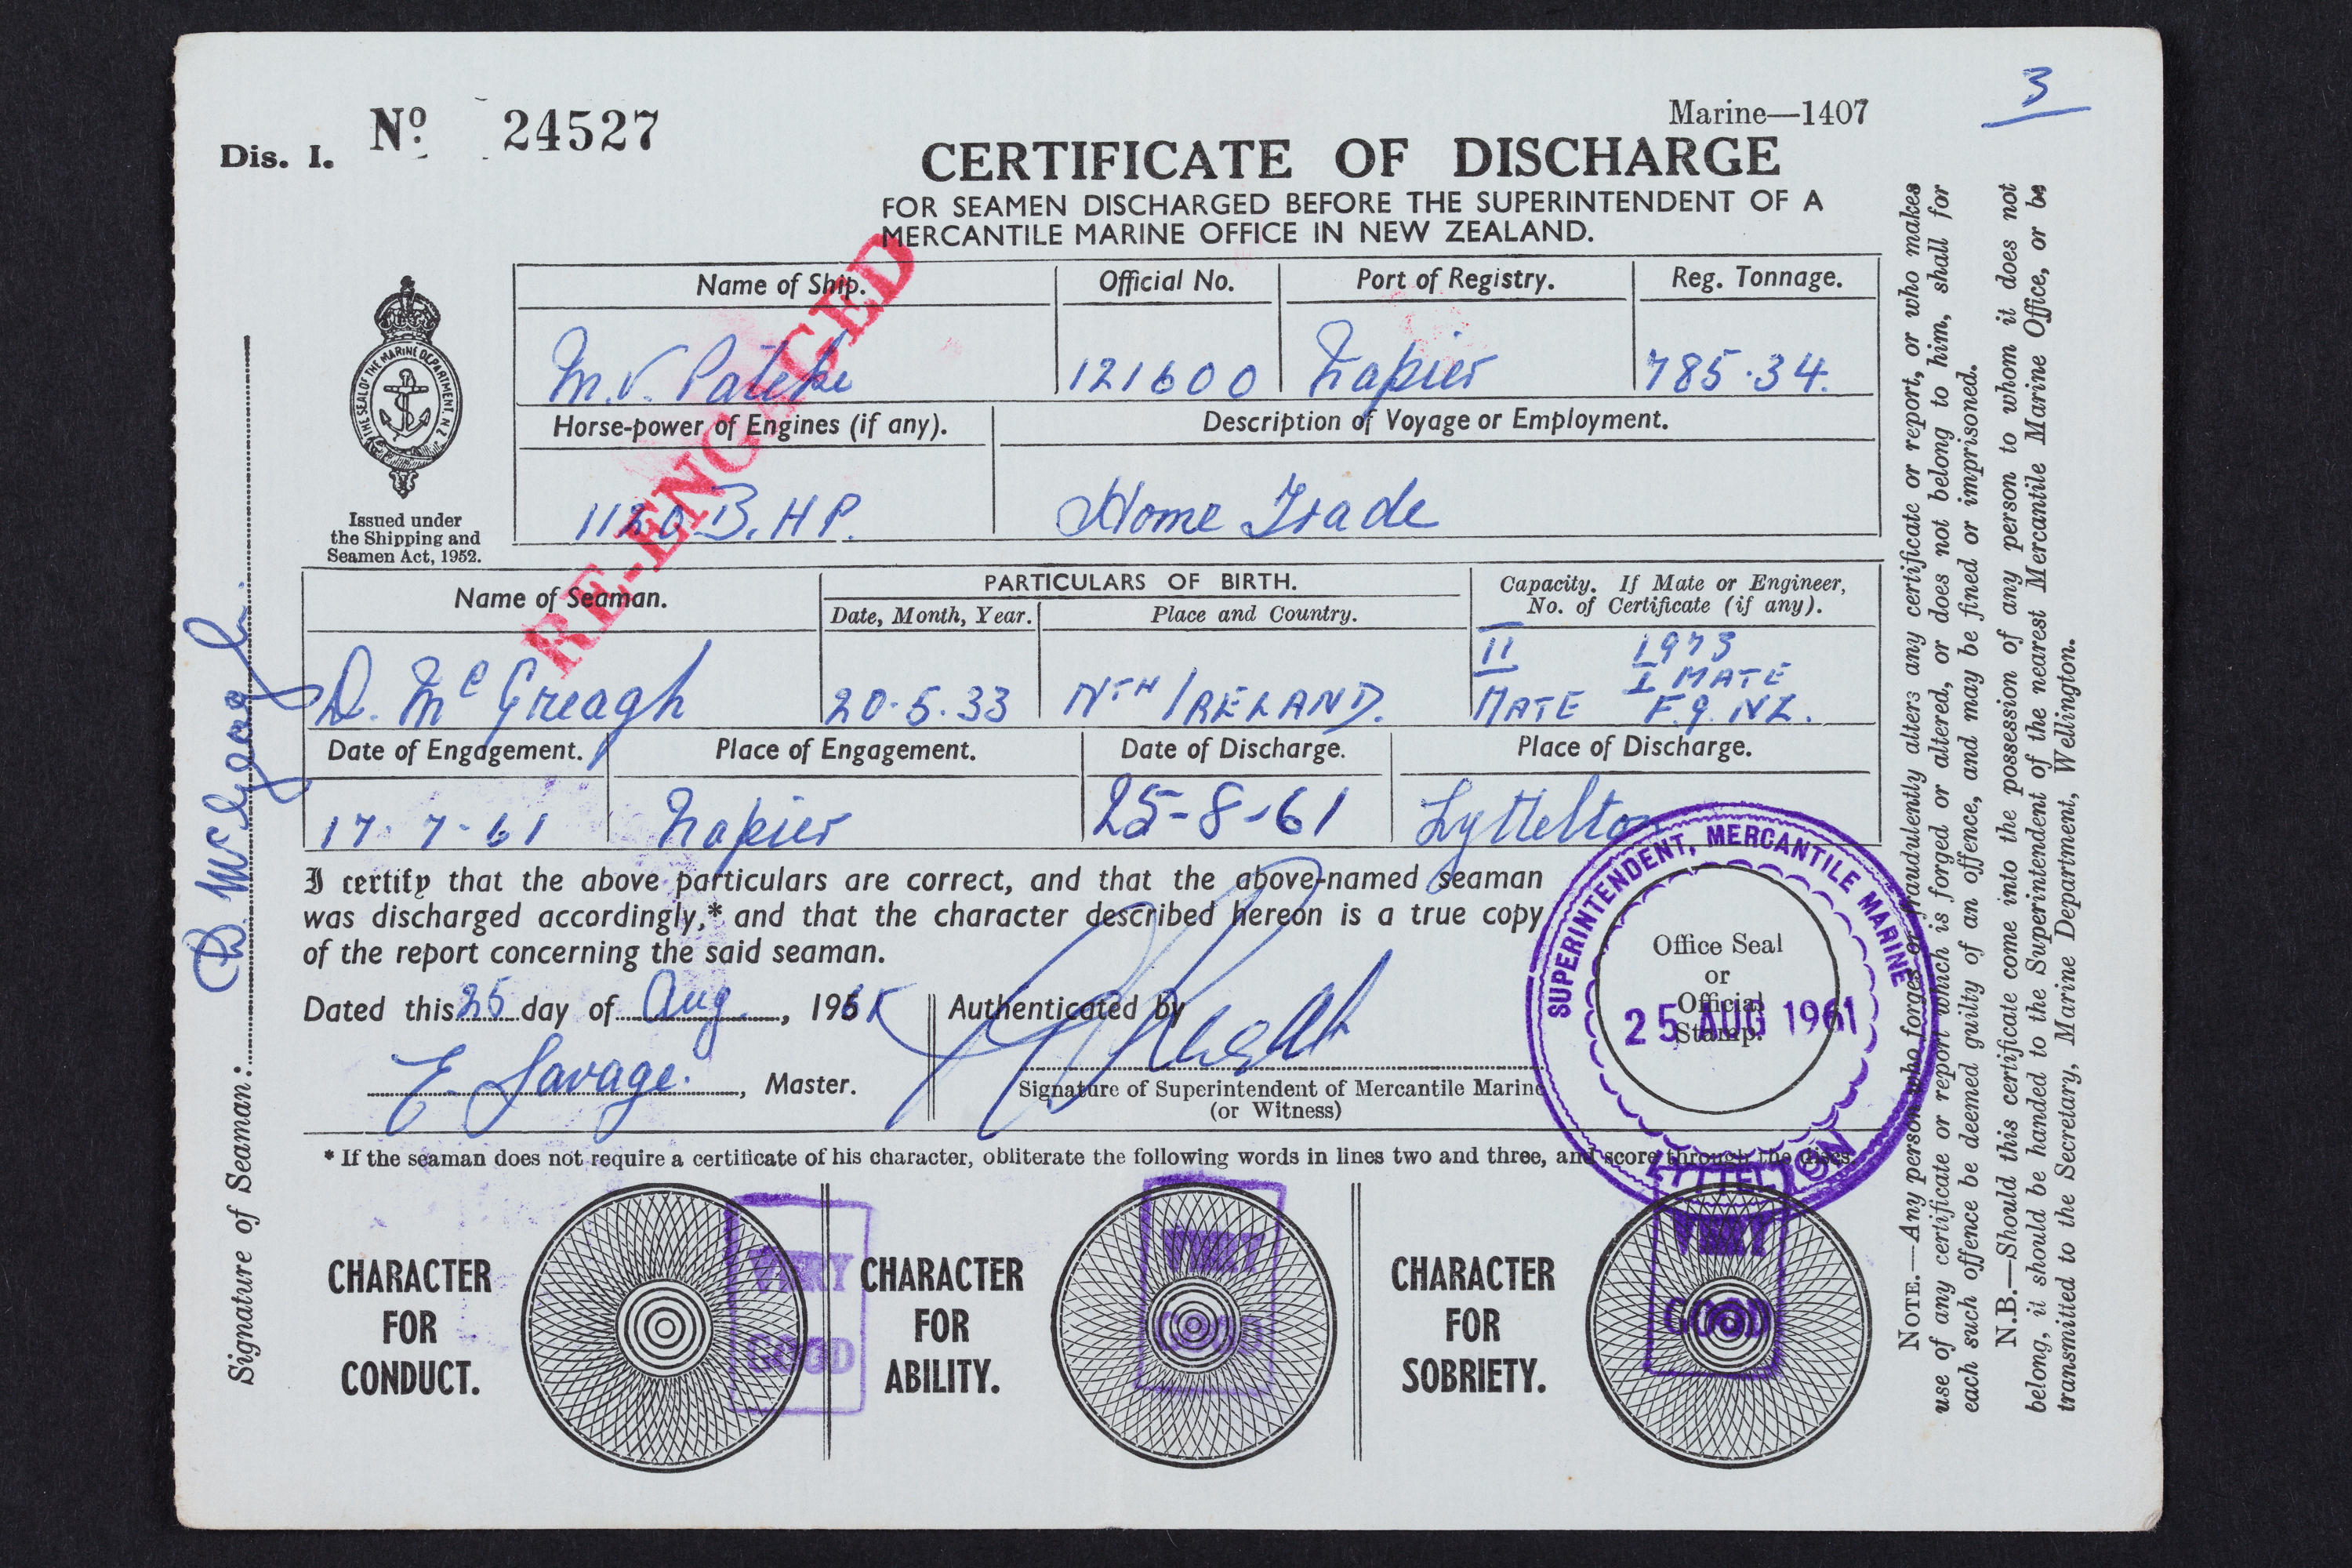 3
Marine—1407
Dis. I. Nº 24527
CERTIFICATE OF DISCHARGE
FOR SEAMEN DISCHARGED BEFORE THE SUPERINTENDENT OF A
MERCANTILE MARINE OFFICE IN NEW ZEALAND.
RE-ENGAGED
THE SEAL OF THE MARINE DEPARTMENT, N.Z.
Issued under
the Shipping and
Seamen Act, 1952.
Name of Ship. Official No. Port of Registry. Reg. Tonnage.
M.V. Pateke 121600 Napier 785.34.
Horse-power of Engines (if any). Description of Voyage or Employment.
1120 B.HP. Home Trade
Name of Seaman. PARTICULARS OF BIRTH. Capacity. If Mate or Engineer,
Date, Month, Year. Place and Country. No. of Certificate (if any).
II 1973
I MATE
D. McGreagh 20.5.33 NTH IRELAND. MATE F.g. NZ.
Date of Engagement. Place of Engagement. Date of Discharge. Place of Discharge.
17.7.61 Napier 25-8-61 Lyttelton
I certify that the above particulars are correct, and that the above-named seaman
was discharged accordingly,* and that the character described hereon is a true copy
of the report concerning the said seaman.
Dated this 25 day of Aug, 1961 Authenticated by
E. Savage., Master.
Signature of Superintendent of Mercantile Marine
(or Witness)
SUPERINTENDENT, MERCANTILE MARINE
Office Seal
or
Official
Stamp.
25 AUG 1961
LYTTELTON
* If the seaman does not require a certificate of his character, obliterate the following words in lines two and three, and score through the discs.
CHARACTER
FOR
CONDUCT.
VERY
GOOD
CHARACTER
FOR
ABILITY.
VERY
GOOD
CHARACTER
FOR
SOBRIETY.
VERY
GOOD
Signature of Seaman: D. McGreagh
NOTE.—Any person who forges or fraudulently alters any certificate or report, or who makes
use of any certificate or report which is forged or altered, or does not belong to him, shall for
each such offence be deemed guilty of an offence, and may be fined or imprisoned.
N.B.—Should this certificate come into the possession of any person to whom it does not
belong, it should be handed to the Superintendent of the nearest Mercantile Marine Office, or be
transmitted to the Secretary, Marine Department, Wellington.